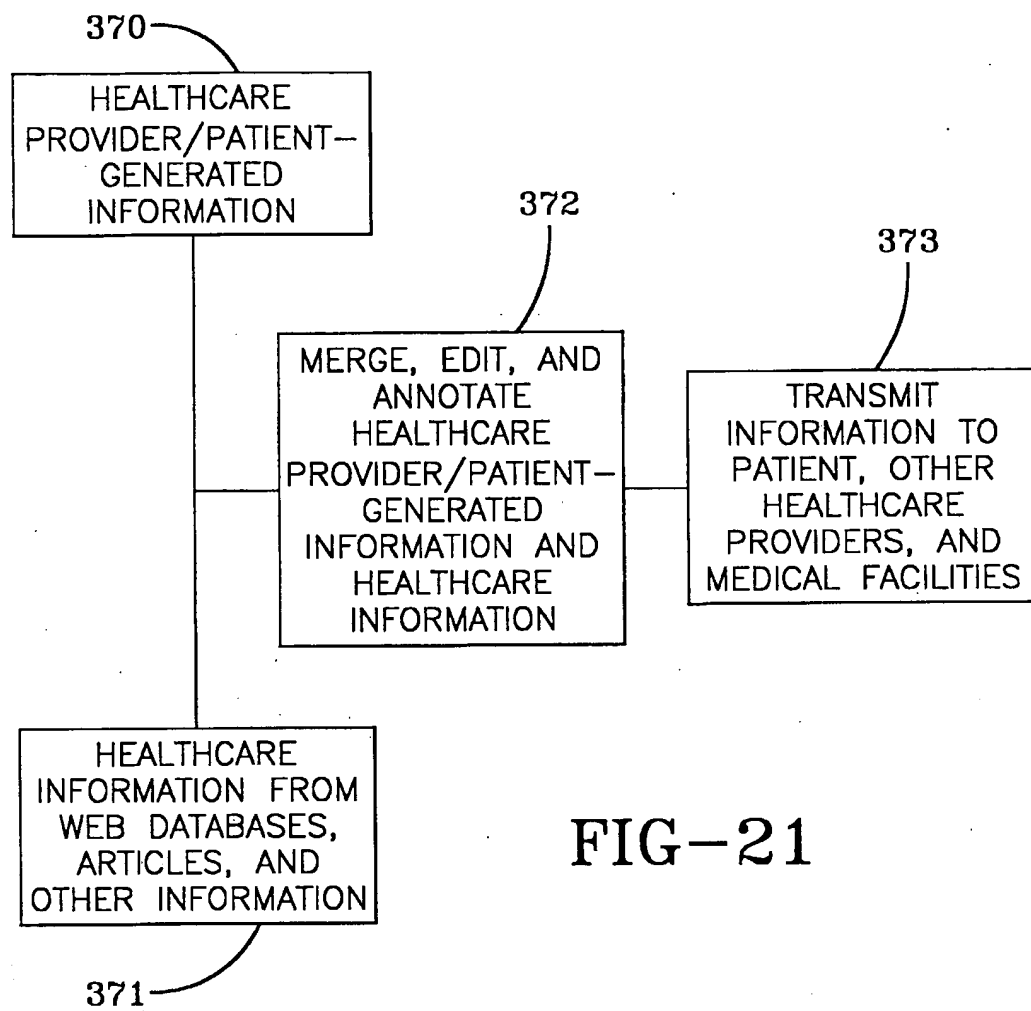 370
HEALTHCARE
PROVIDER/PATIENT-
GENERATED
INFORMATION
372
MERGE, EDIT, AND
ANNOTATE
HEALTHCARE
PROVIDER/PATIENT-
GENERATED
INFORMATION AND
HEALTHCARE
INFORMATION
373
TRANSMIT
INFORMATION TO
PATIENT, OTHER
HEALTHCARE
PROVIDERS, AND
MEDICAL FACILITIES
HEALTHCARE
INFORMATION FROM
WEB DATABASES,
ARTICLES, AND
OTHER INFORMATION
371
FIG-21